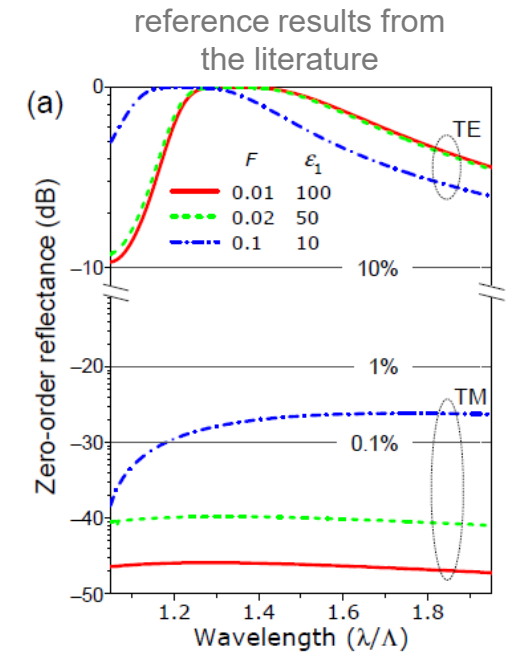 reference results from
the literature
(a)
0
TE
F ε1
0.01 100
0.02 50
0.1 10
Zero-order reflectance (dB)
−10
10%
−20
1%
TM
−30
0.1%
−40
−50
1.2 1.4 1.6 1.8
Wavelength (λ/Λ)